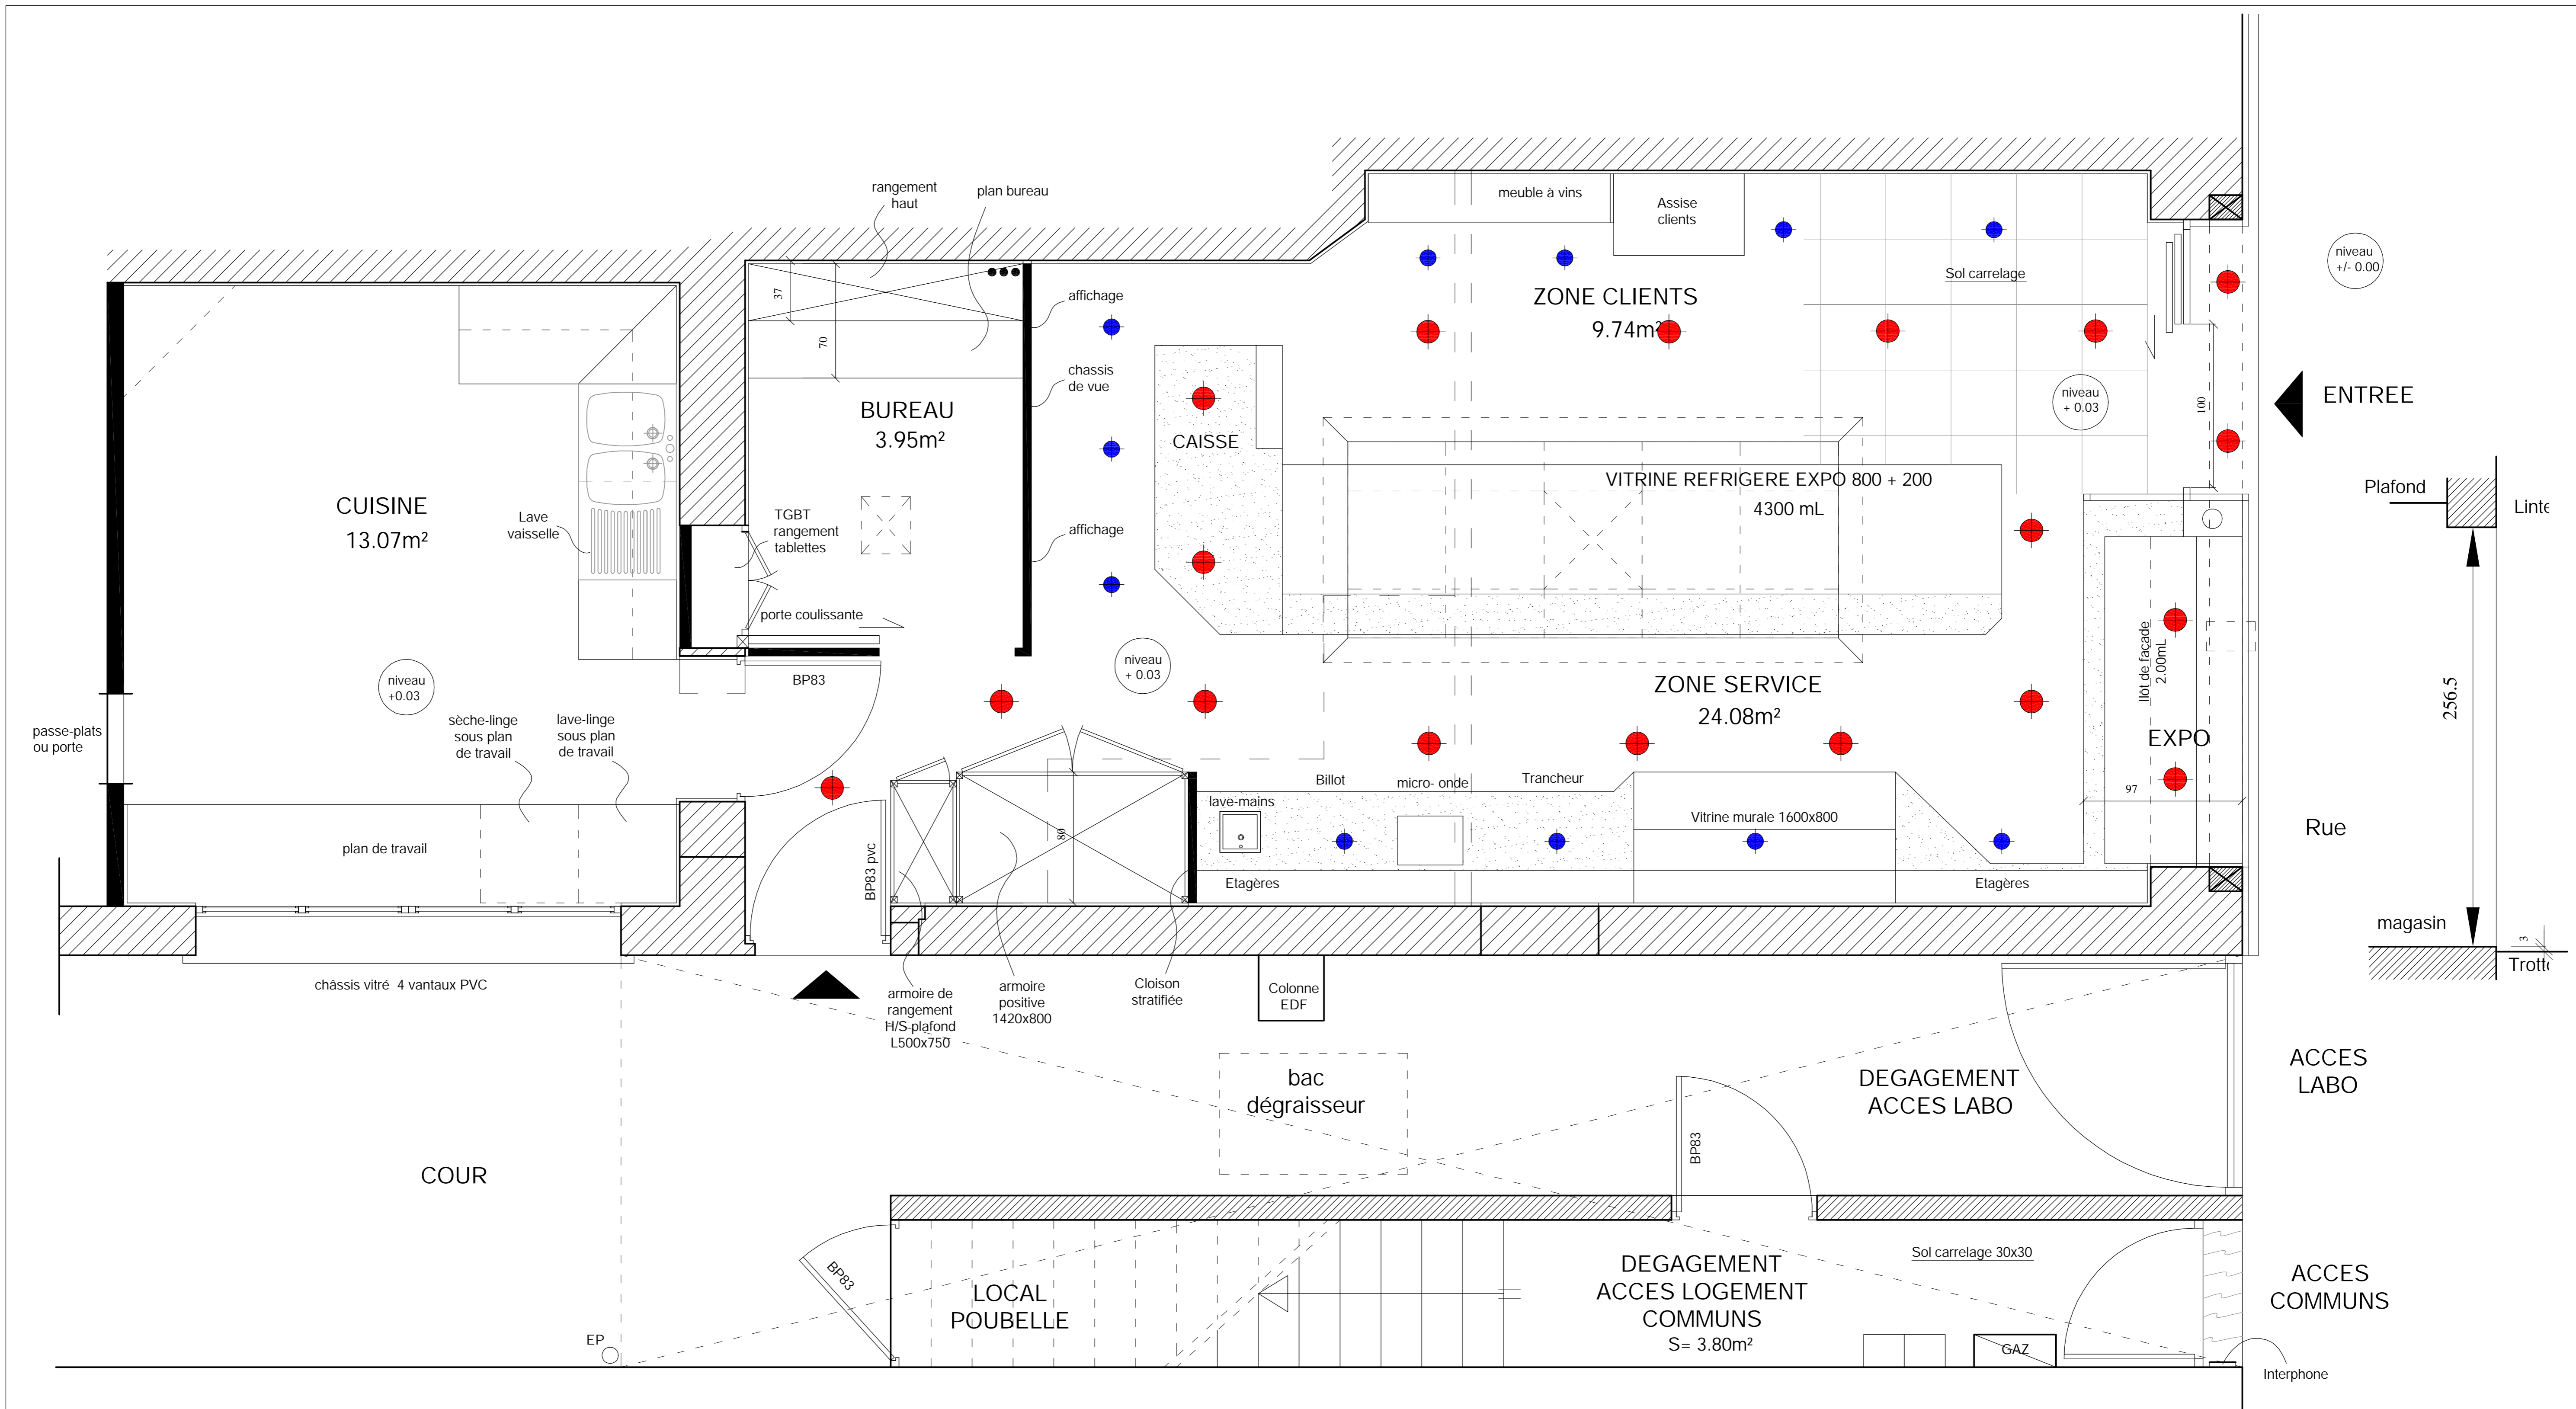 rangement
haut
plan bureau
meuble à vins
Assise
clients
Sol carrelage
niveau
+/- 0.00
37
70
affichage
ZONE CLIENTS
9.74m²
chassis
de vue
BUREAU
3.95m²
CAISSE
niveau
+ 0.03
100
ENTREE
CUISINE
13.07m²
Lave
vaisselle
TGBT
rangement
tablettes
affichage
VITRINE REFRIGERE EXPO 800 + 200
4300 mL
Plafond
porte coulissante
BP83
niveau
+0.03
niveau
+ 0.03
ZONE SERVICE
24.08m²
Ilôt de façade
2.00mL
EXPO
256.5
passe-plats
ou porte
sèche-linge
sous plan
de travail
lave-linge
sous plan
de travail
Billot
micro- onde
Trancheur
lave-mains
97
Vitrine murale 1600x800
Rue
plan de travail
BP83 pvc
80
Etagères
Etagères
magasin
3
châssis vitré  4 vantaux PVC
armoire de
rangement
H/S plafond
L500x750
armoire
positive
1420x800
Cloison
stratifiée
Colonne
EDF
bac
dégraisseur
DEGAGEMENT
ACCES LABO
ACCES
LABO
BP83
COUR
BP83
LOCAL
POUBELLE
DEGAGEMENT
ACCES LOGEMENT
COMMUNS
S= 3.80m²
Sol carrelage 30x30
ACCES
COMMUNS
EP
GAZ
Interphone